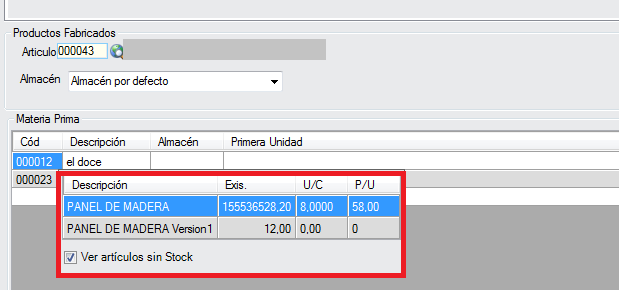 Productos Fabricados
Articulo 000043
Almacén Almacén por defecto
Materia Prima
Cód Descripción Almacén Primera Unidad
000012 el doce
000023
Descripción Exis. U/C P/U
PANEL DE MADERA 155536528,20 8,0000 58,00
PANEL DE MADERA Version1 12,00 0,00 0
Ver artículos sin Stock